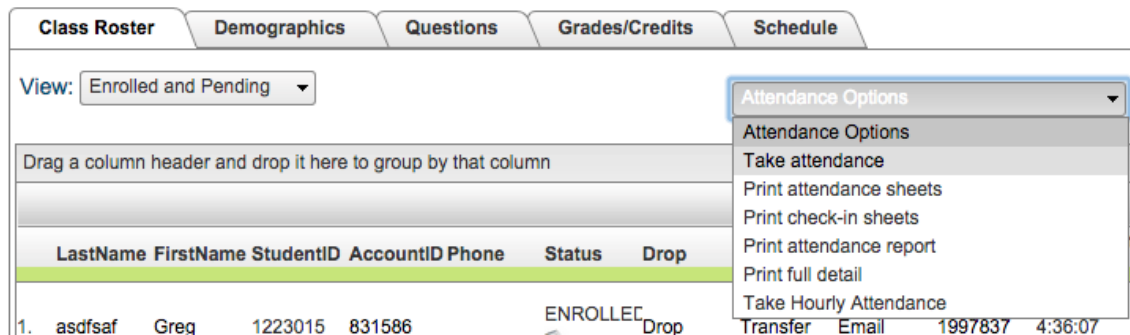 Class Roster Demographics Questions Grades/Credits Schedule
View: Enrolled and Pending
Attendance Options
Attendance Options
Take attendance
Print attendance sheets
Print check-in sheets
Print attendance report
Print full detail
Take Hourly Attendance
Drag a column header and drop it here to group by that column
LastName FirstName StudentID AccountID Phone Status Drop
1. asdfsaf Greg 1223015 831586 ENROLLED Drop Transfer Email 1997837 4:36:07